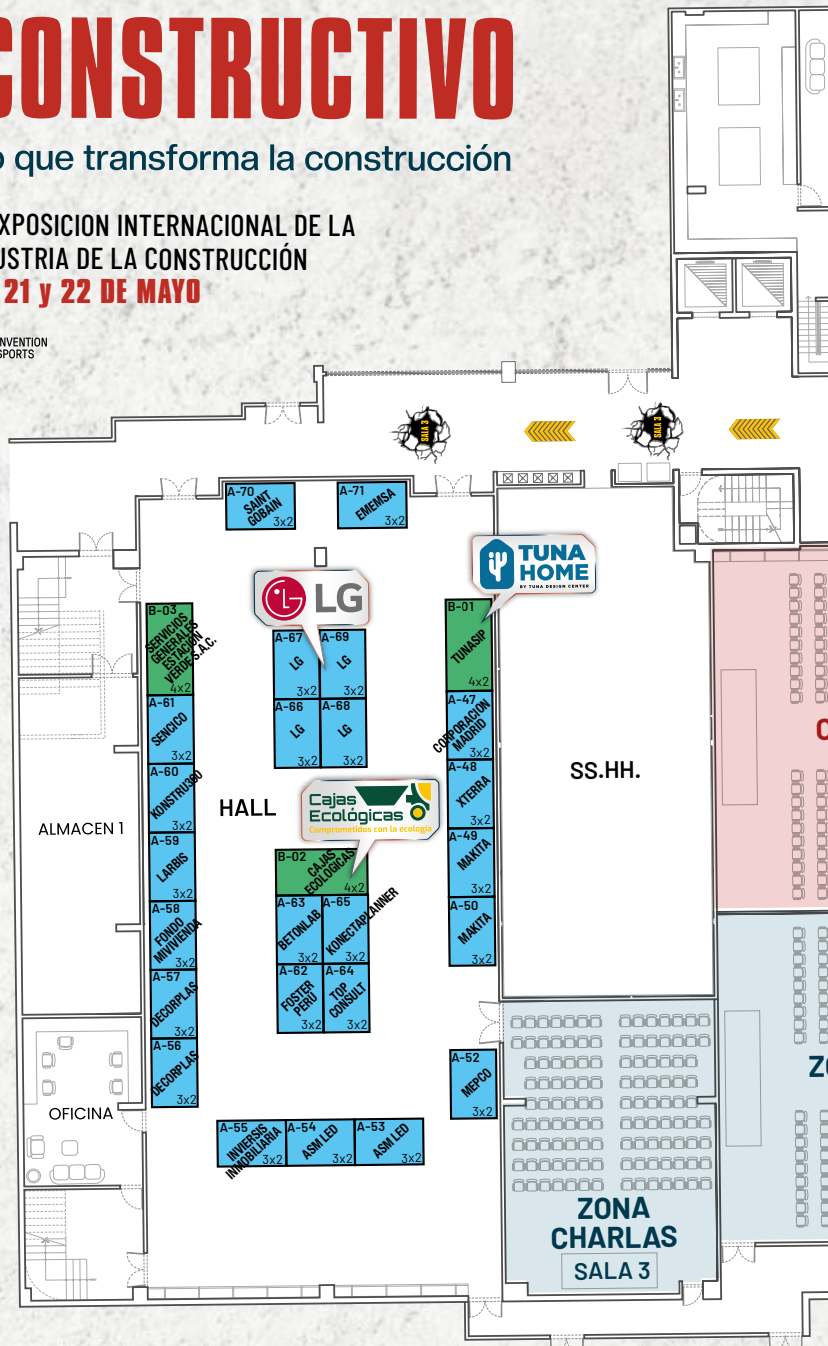 CONSTRUCTIVO
que transforma la construcción
EXPOSICION INTERNACIONAL DE LA
USTRIA DE LA CONSTRUCCIÓN
21 y 22 DE MAYO
NVENTION
SPORTS
SALA 3
SALA 3
A-70
SAINT
GOBAIN
3x2
A-71
EMEMSA
3x2
TUNA
HOME
BY TUNA DESIGN CENTER
LG
B-03
SERVICIOS
GENERALES
ESTACION
VERDE S.A.C.
4x2
A-67
LG
3x2
A-69
LG
3x2
B-01
TUNASIP
4x2
A-61
SENCICO
3x2
A-66
LG
3x2
A-68
LG
3x2
A-47
CORPORACION
MADRID
3x2
A-60
KONSTRU360
3x2
HALL
A-48
XTERRA
3x2
SS.HH.
Cajas
Ecológicas
Comprometidos con la ecología
ALMACEN 1
A-59
LARBIS
3x2
B-02
CAJAS
ECOLOGICAS
4x2
A-49
MAKITA
3x2
A-58
FONDO
MIVIVIENDA
3x2
A-63
BETONLAB
3x2
A-65
KONECTAPLANNER
3x2
A-50
MAKITA
3x2
A-57
DECORPLAS
3x2
A-62
FOSTER
PERÚ
3x2
A-64
TOP
CONSULT
3x2
A-56
DECORPLAS
3x2
A-52
MEPCO
3x2
OFICINA
A-55
INVIERSIS
INMOBILIARIA
3x2
A-54
ASM LED
3x2
A-53
ASM LED
3x2
C
ZO
ZONA
CHARLAS
SALA 3